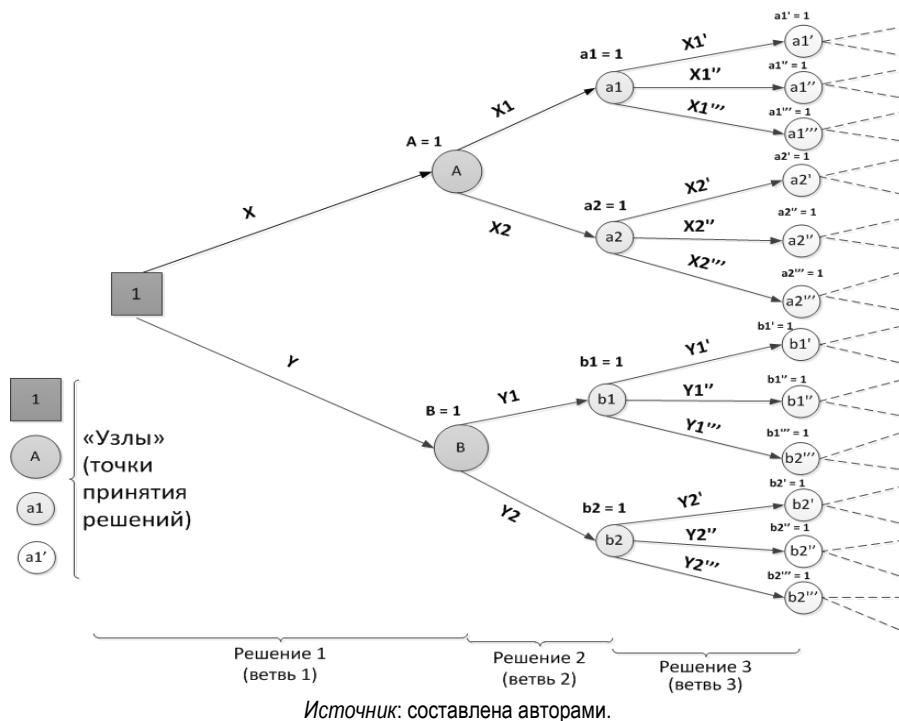 a1' = 1
X1'
a1'
a1 = 1
X1''
a1'' = 1
a1
a1''
X1
X1'''
a1''' = 1
a1'''
A = 1
a2' = 1
A
X2'
a2'
X
a2 = 1
X2
a2'' = 1
a2
X2''
a2''
X2'''
a2''' = 1
1
a2'''
b1' = 1
Y1'
b1'
Y
b1 = 1
b1'' = 1
1
Y1
b1
Y1''
b1''
B = 1
Y1'''
b1''' = 1
«Узлы»
(точки
принятия
решений)
A
B
b2'''
b2' = 1
a1
Y2
b2 = 1
Y2'
b2'
b2'' = 1
b2
Y2''
b2''
a1'
Y2'''
b2''' = 1
b2'''
Решение 1
(ветвь 1)
Решение 2
(ветвь 2)
Решение 3
(ветвь 3)
Источник: составлена авторами.